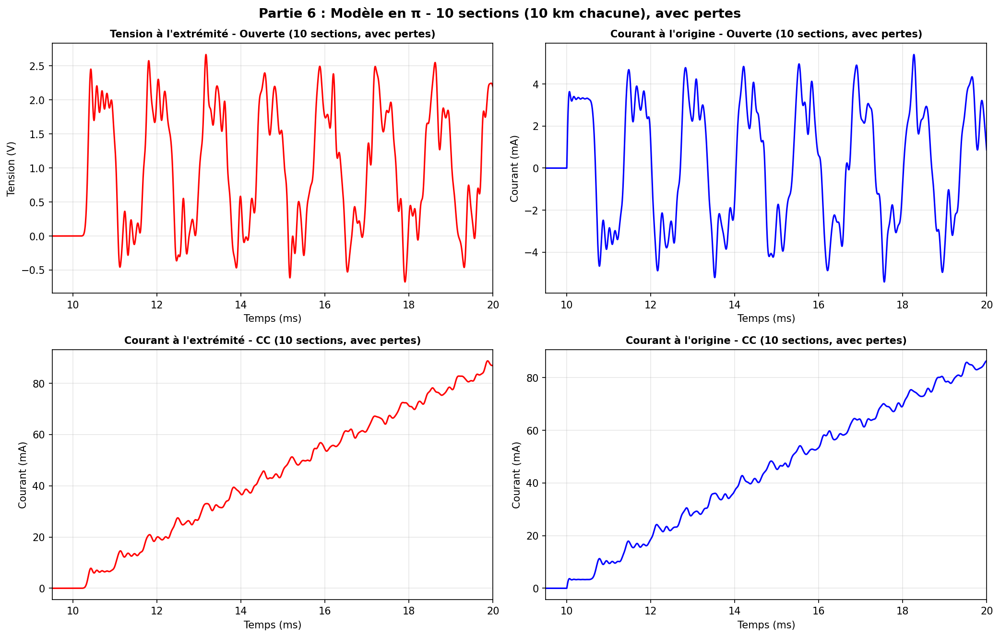 Partie 6 : Modèle en π - 10 sections (10 km chacune), avec pertes
Tension à l'extrémité - Ouverte (10 sections, avec pertes)
Tension (V)
2.5
2.0
1.5
1.0
0.5
0.0
−0.5
10 12 14 16 18 20
Temps (ms)
Courant à l'origine - Ouverte (10 sections, avec pertes)
Courant (mA)
4
2
0
−2
−4
10 12 14 16 18 20
Temps (ms)
Courant à l'extrémité - CC (10 sections, avec pertes)
Courant (mA)
80
60
40
20
0
10 12 14 16 18 20
Temps (ms)
Courant à l'origine - CC (10 sections, avec pertes)
Courant (mA)
80
60
40
20
0
10 12 14 16 18 20
Temps (ms)